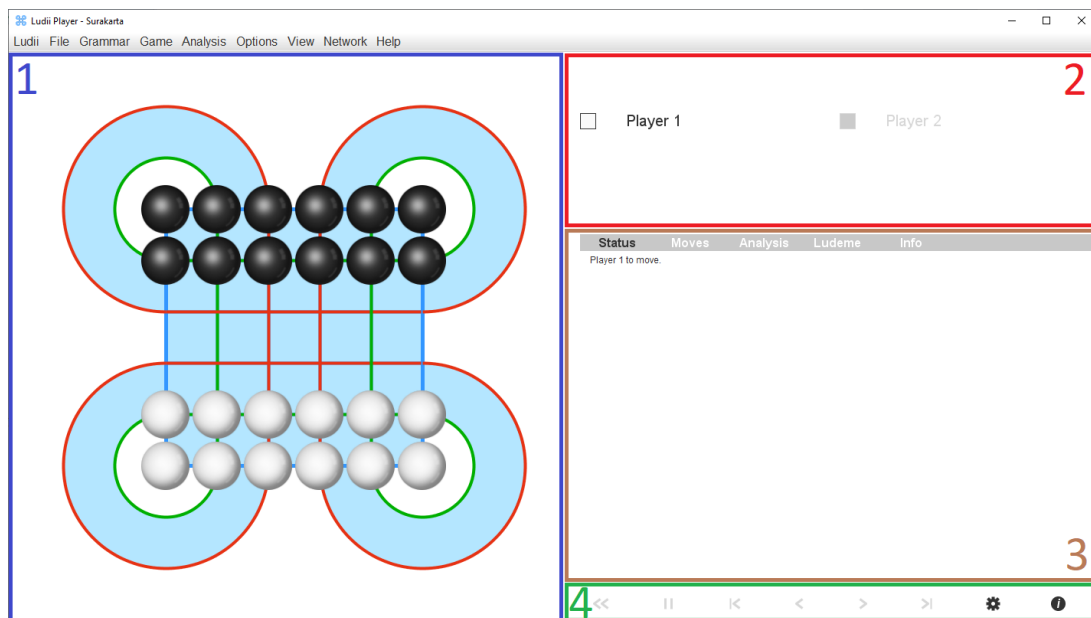 Ludii Player - Surakarta
Ludii File Grammar Game Analysis Options View Network Help
1
2
Player 1 Player 2
Status Moves Analysis Ludeme Info
Player 1 to move.
3
4